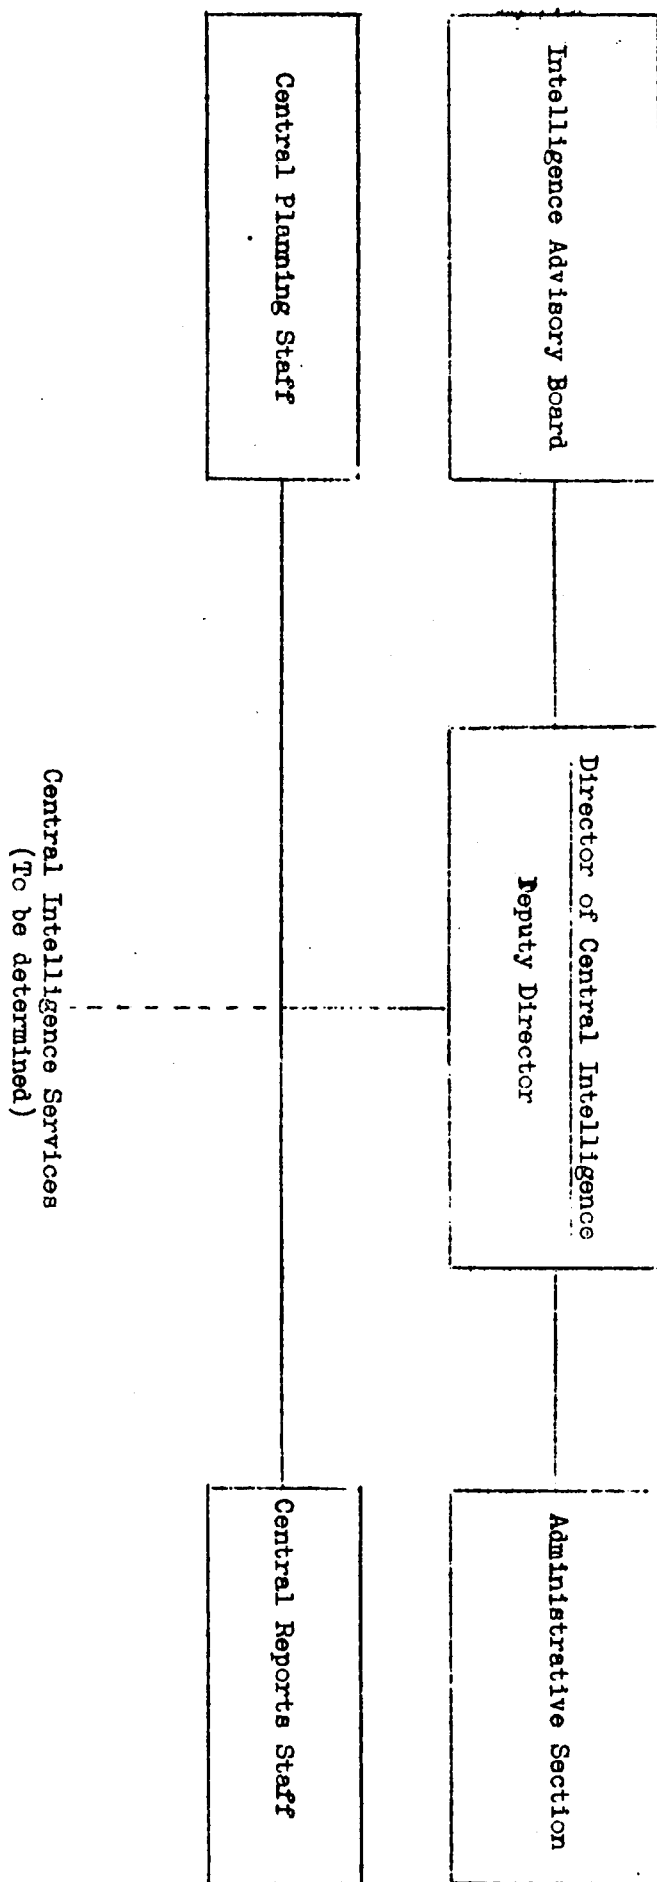 Intelligence Advisory Board
Director of Central Intelligence
Deputy Director
Administrative Section
Central Planning Staff
Central Reports Staff
Central Intelligence Services
(To be determined)